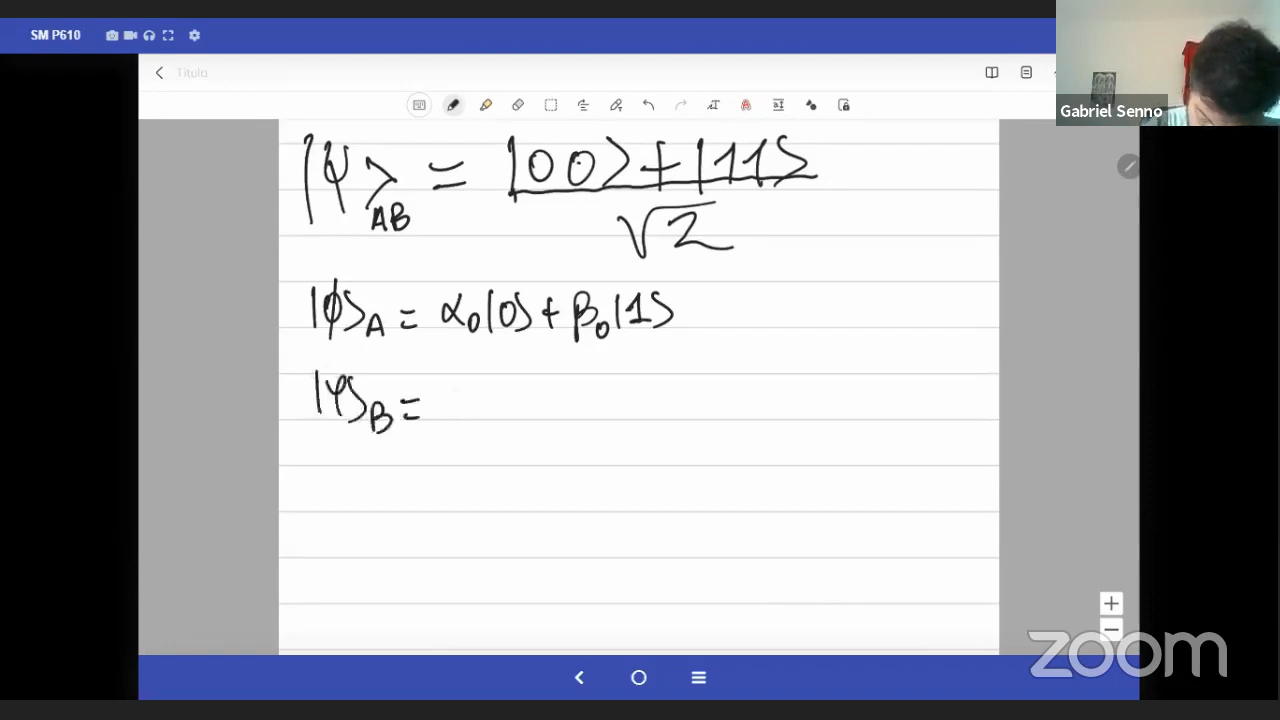 SM P610
Título
Gabriel Senno
|ψ⟩_AB = |00⟩+|11⟩
√2
|ϕ⟩_A = α₀|0⟩+β₀|1⟩
|φ⟩_B =
zoom